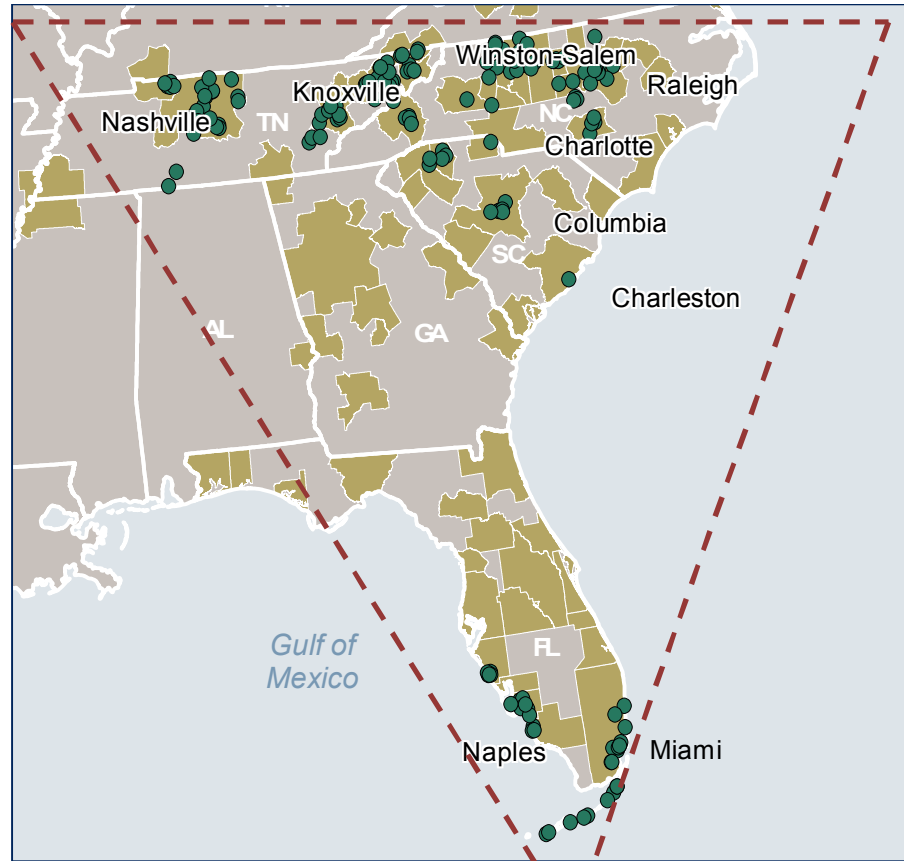 Winston-Salem
Knoxville
Raleigh
Nashville
TN
NC
Charlotte
Columbia
SC
Charleston
AL
GA
Gulf of
Mexico
FL
Naples
Miami